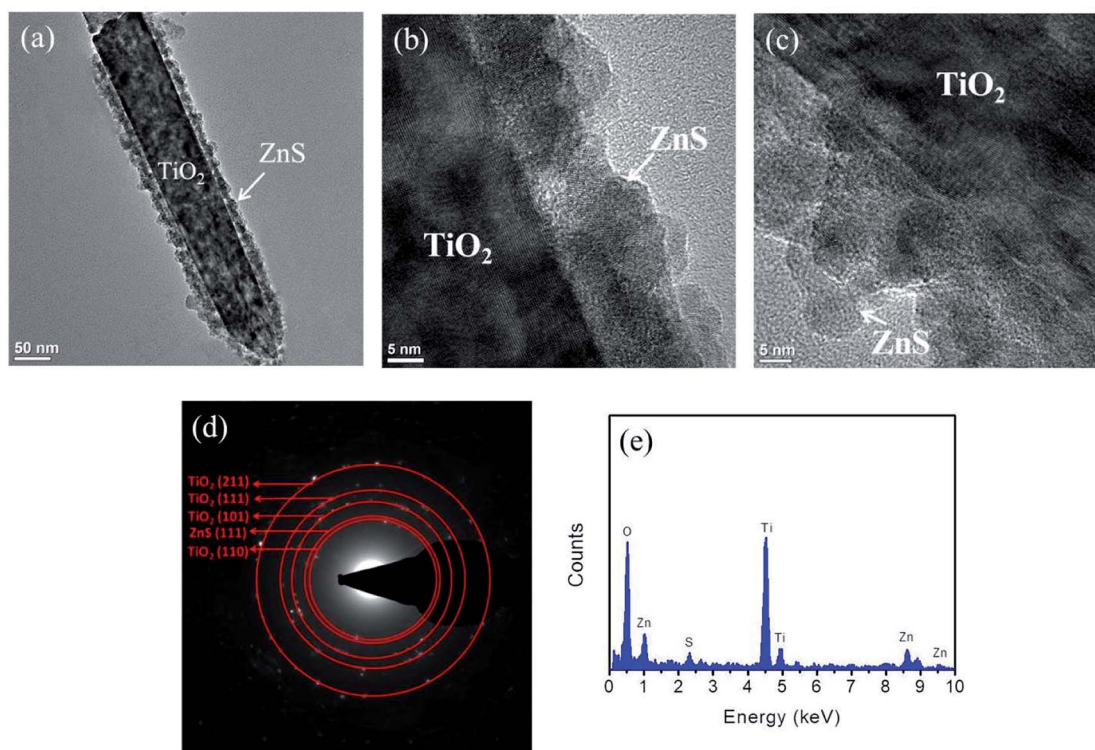 (a)
TiO₂
ZnS
50 nm
(b)
ZnS
TiO₂
5 nm
(c)
TiO₂
ZnS
5 nm
(d)
TiO₂ (211)
TiO₂ (111)
TiO₂ (101)
ZnS (111)
TiO₂ (110)
(e)
Counts
O
Zn
S
Ti
Ti
Zn
Zn
0 1 2 3 4 5 6 7 8 9 10
Energy (keV)